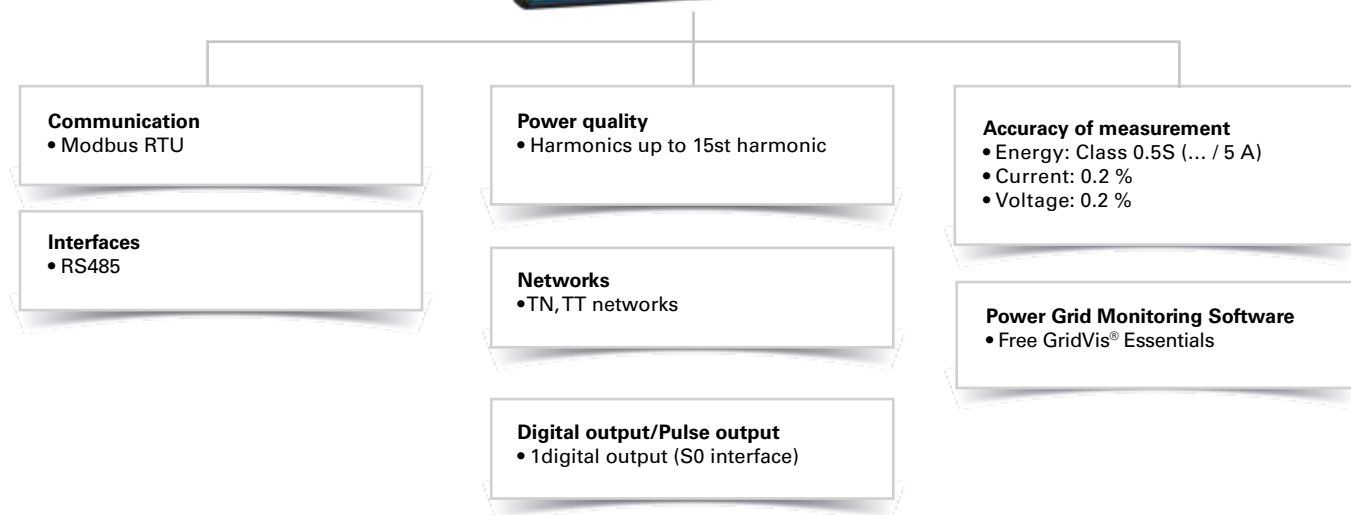 Communication
• Modbus RTU
Interfaces
• RS485
Power quality
• Harmonics up to 15st harmonic
Networks
•TN, TT networks
Digital output/Pulse output
• 1digital output (S0 interface)
Accuracy of measurement
• Energy: Class 0.5S (… / 5 A)
• Current: 0.2 %
• Voltage: 0.2 %
Power Grid Monitoring Software
• Free GridVis® Essentials